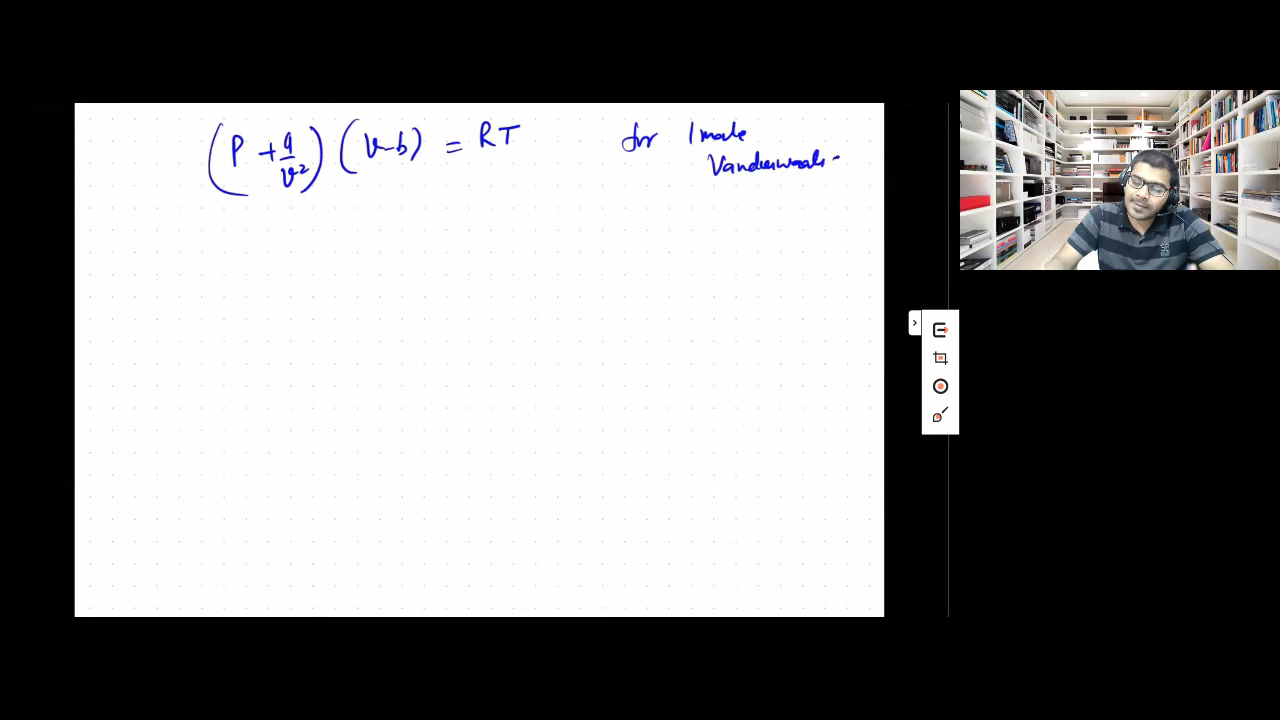 (P + a/v²) (v-b) = RT for 1 mole
Vanderwaals.